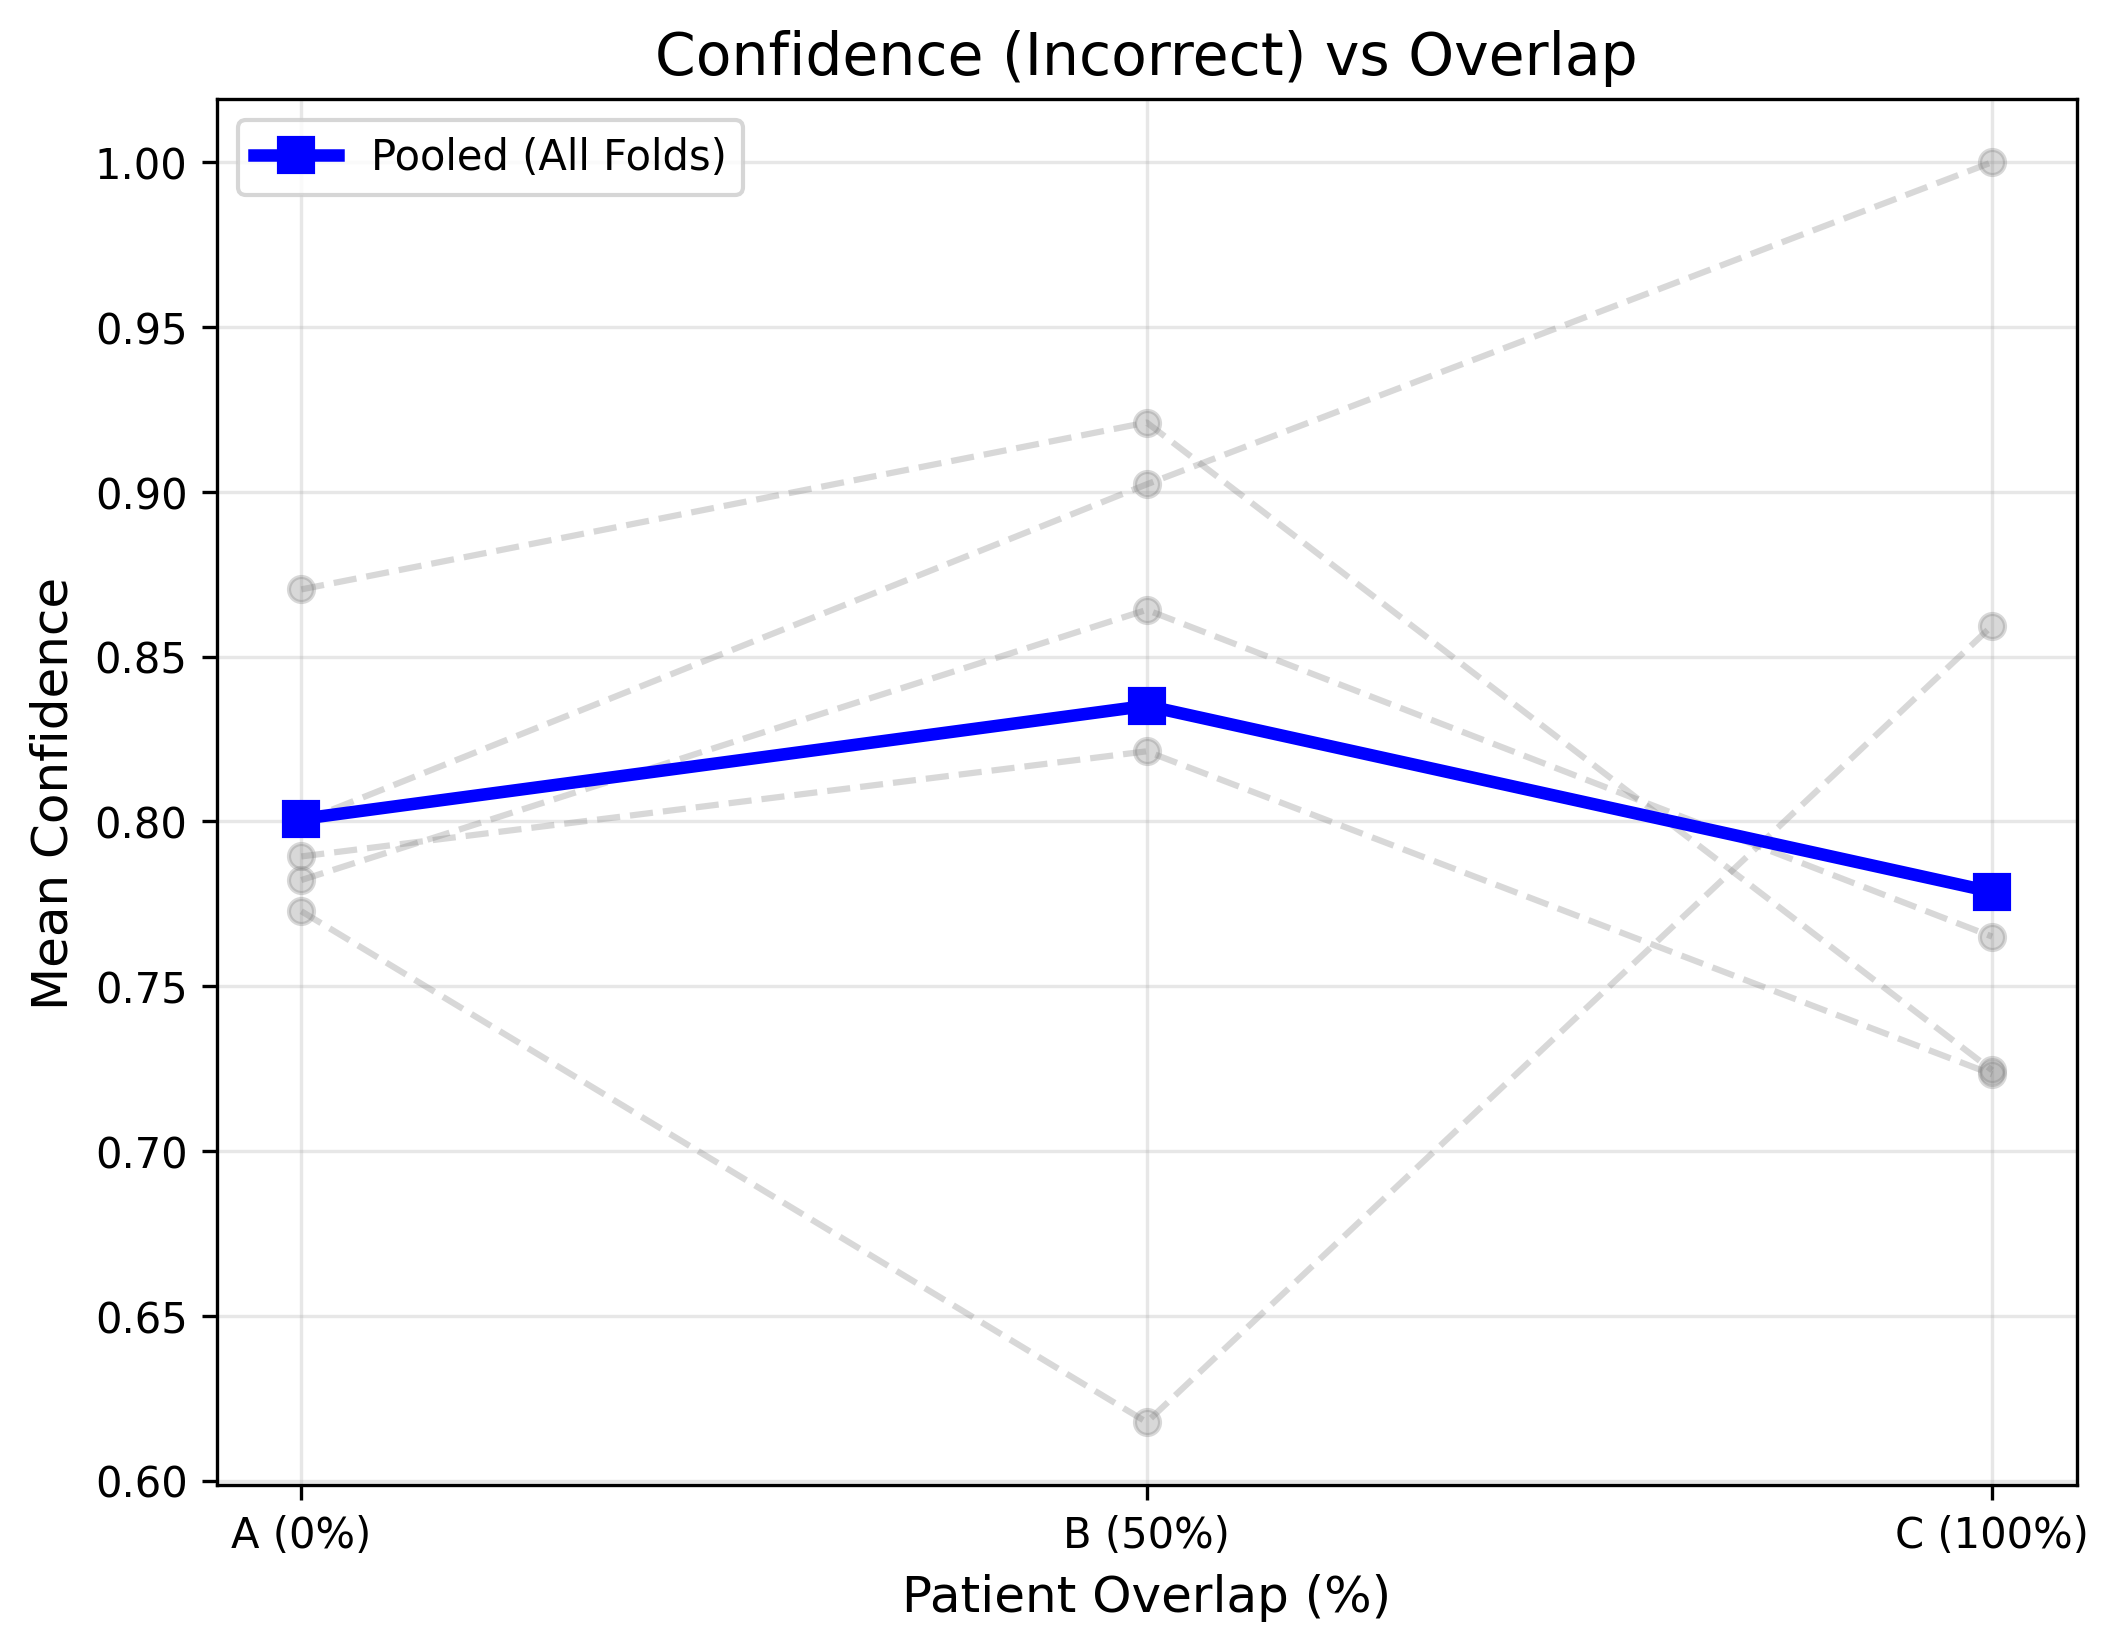 Confidence (Incorrect) vs Overlap
Pooled (All Folds)
Mean Confidence
1.00
0.95
0.90
0.85
0.80
0.75
0.70
0.65
0.60
A (0%)
B (50%)
C (100%)
Patient Overlap (%)